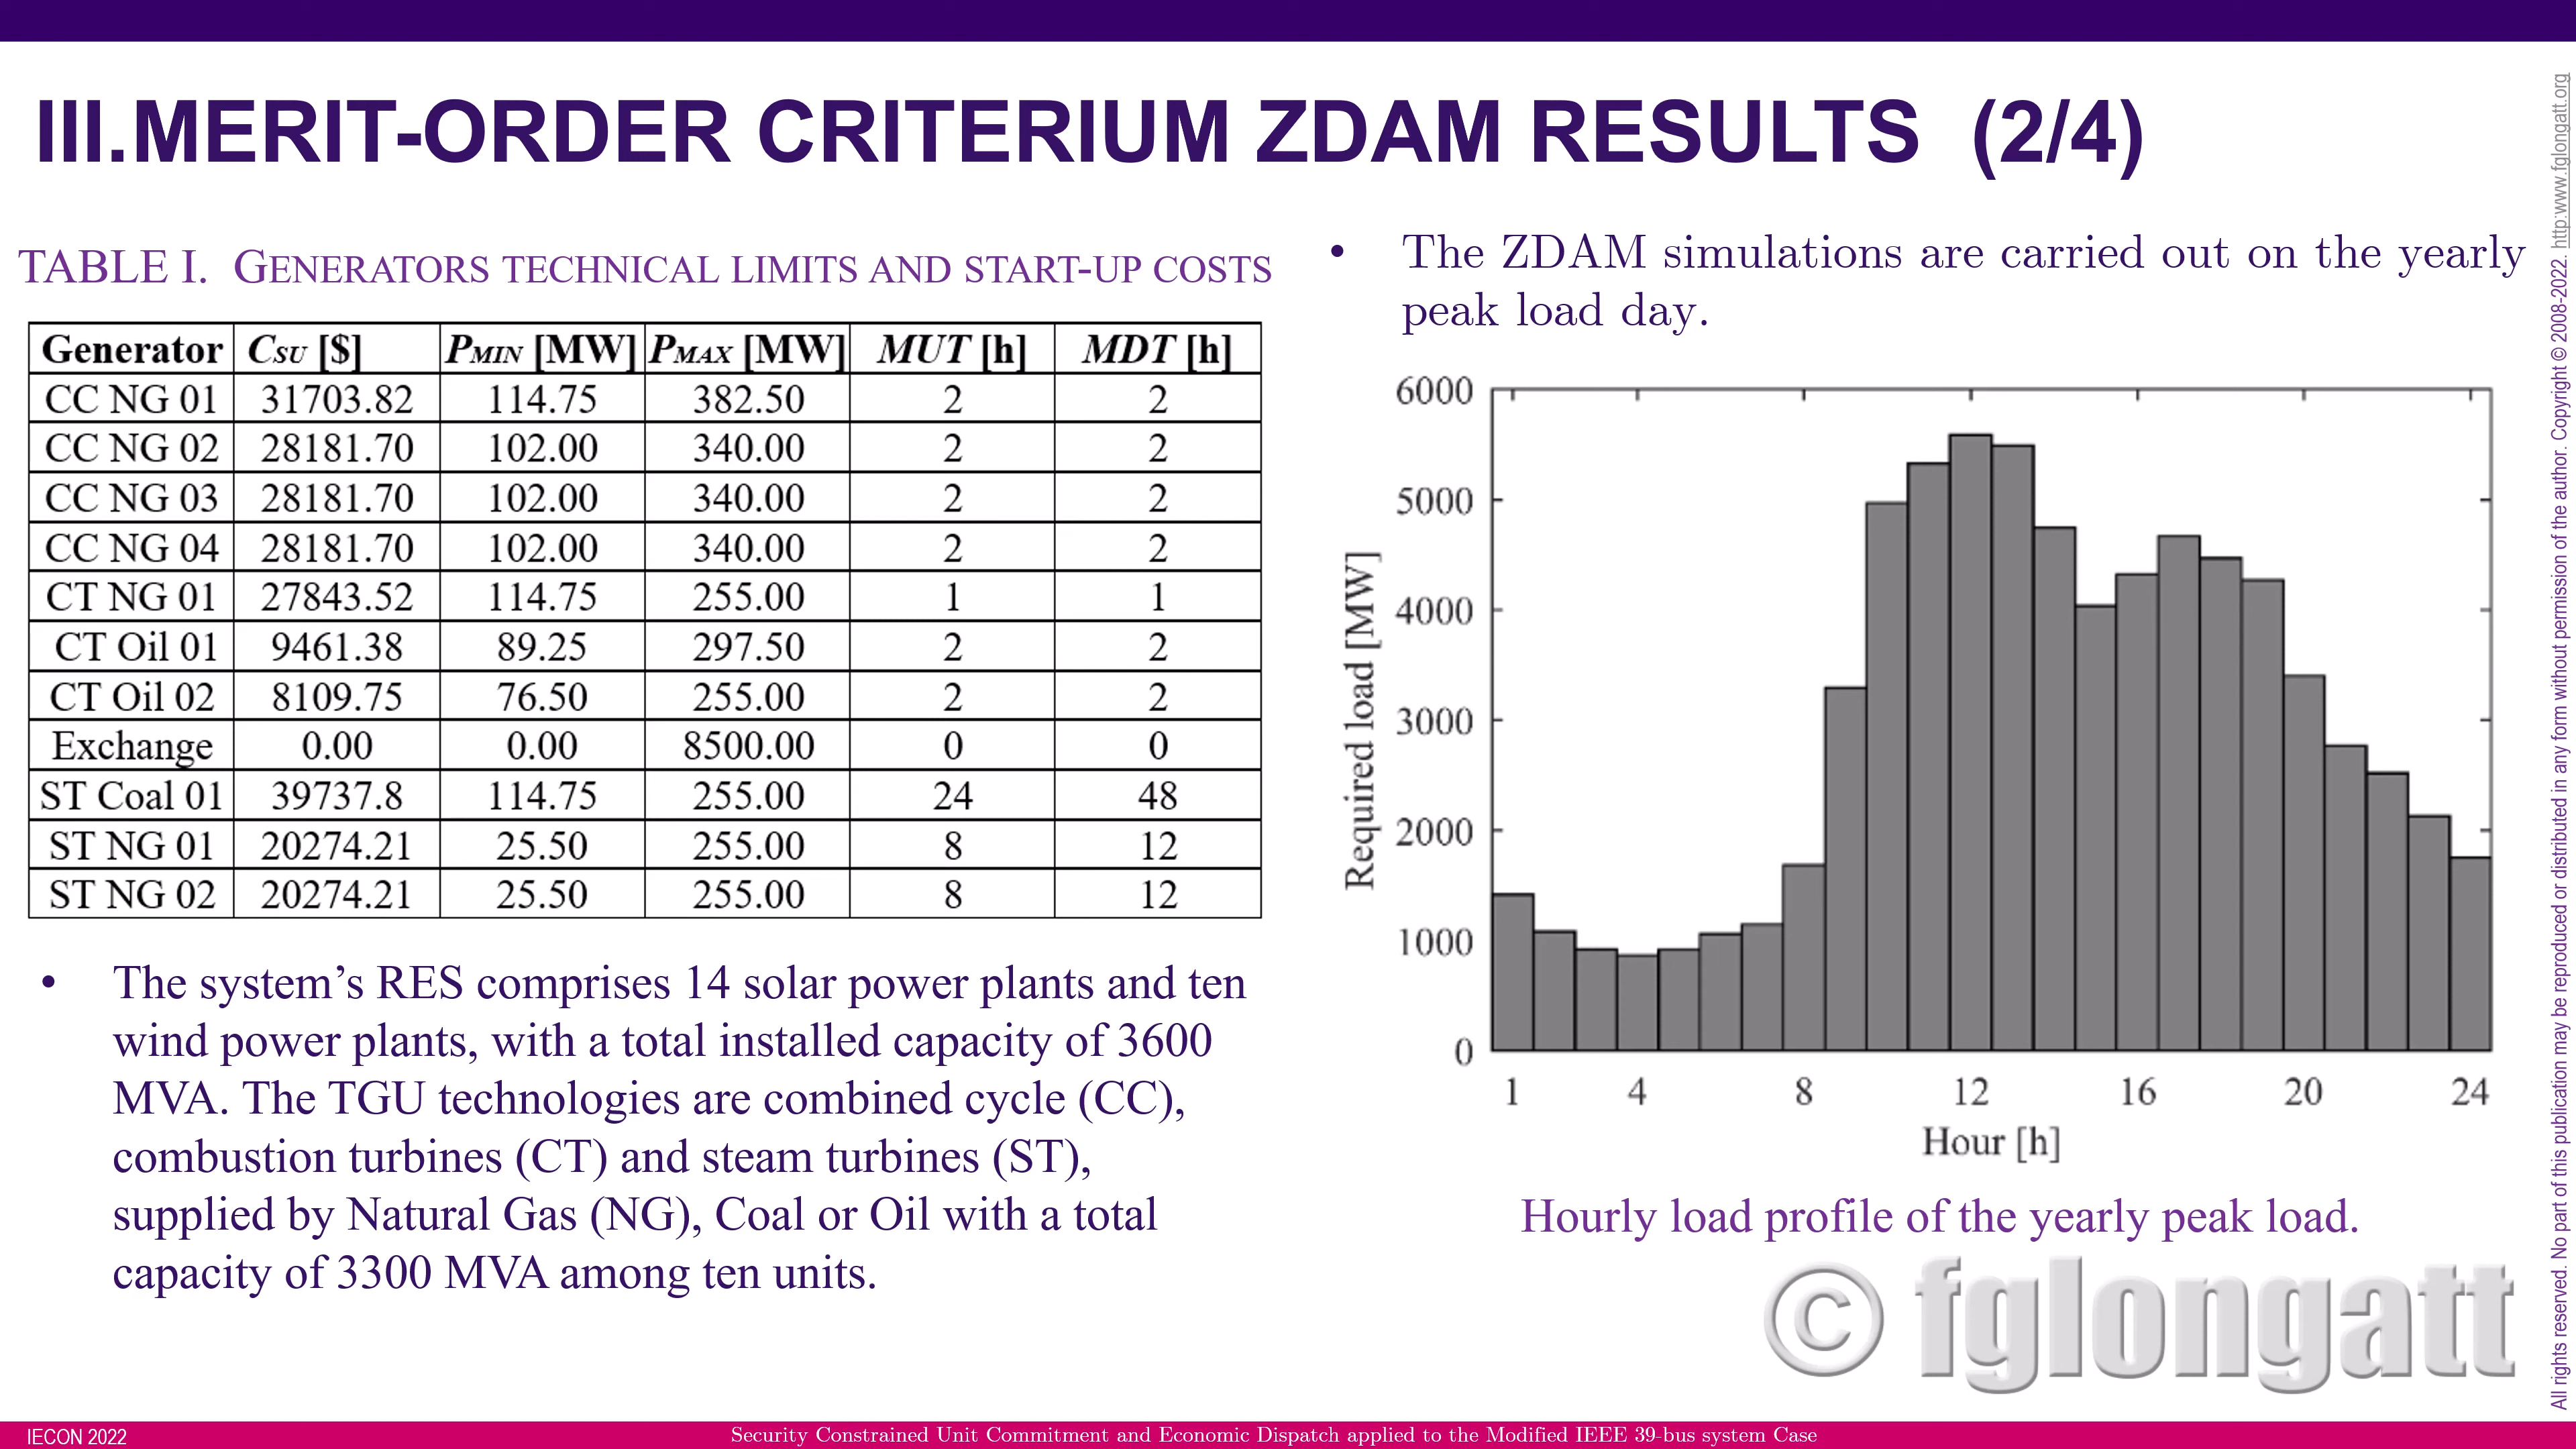 III.MERIT-ORDER CRITERIUM ZDAM RESULTS (2/4)
TABLE I. GENERATORS TECHNICAL LIMITS AND START-UP COSTS
Generator CSU [$] PMIN [MW] PMAX [MW] MUT [h] MDT [h]
CC NG 01 31703.82 114.75 382.50 2 2
CC NG 02 28181.70 102.00 340.00 2 2
CC NG 03 28181.70 102.00 340.00 2 2
CC NG 04 28181.70 102.00 340.00 2 2
CT NG 01 27843.52 114.75 255.00 1 1
CT Oil 01 9461.38 89.25 297.50 2 2
CT Oil 02 8109.75 76.50 255.00 2 2
Exchange 0.00 0.00 8500.00 0 0
ST Coal 01 39737.8 114.75 255.00 24 48
ST NG 01 20274.21 25.50 255.00 8 12
ST NG 02 20274.21 25.50 255.00 8 12
• The system's RES comprises 14 solar power plants and ten
wind power plants, with a total installed capacity of 3600
MVA. The TGU technologies are combined cycle (CC),
combustion turbines (CT) and steam turbines (ST),
supplied by Natural Gas (NG), Coal or Oil with a total
capacity of 3300 MVA among ten units.
• The ZDAM simulations are carried out on the yearly
peak load day.
Required load [MW]
6000
5000
4000
3000
2000
1000
0
1 4 8 12 16 20 24
Hour [h]
Hourly load profile of the yearly peak load.
© fglongatt
All rights reserved. No part of this publication may be reproduced or distributed in any form without permission of the author. Copyright © 2008-2022. http:www.fglongatt.org
IECON 2022
Security Constrained Unit Commitment and Economic Dispatch applied to the Modified IEEE 39-bus system Case